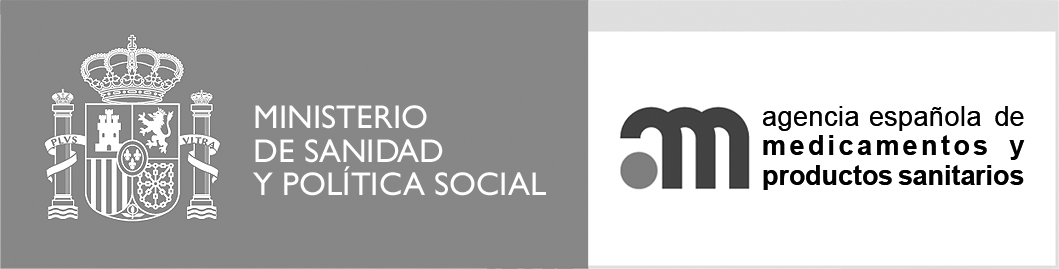 PLVS VLTRA
MINISTERIO
DE SANIDAD
Y POLÍTICA SOCIAL
agencia española de
medicamentos y
productos sanitarios